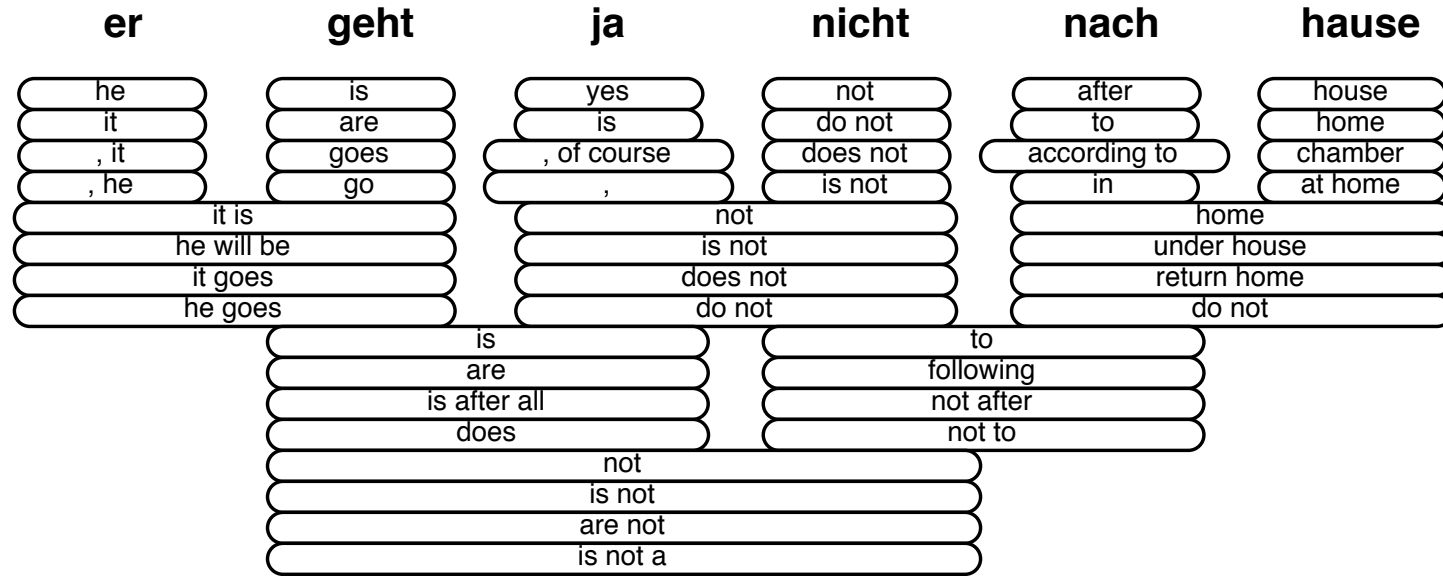 er geht ja nicht nach hause
he is yes not after house
it are is do not to home
, it goes , of course does not according to chamber
, he go , is not in at home
it is not home
he will be is not under house
it goes does not return home
he goes do not do not
is to
are following
is after all not after
does not to
not
is not
are not
is not a